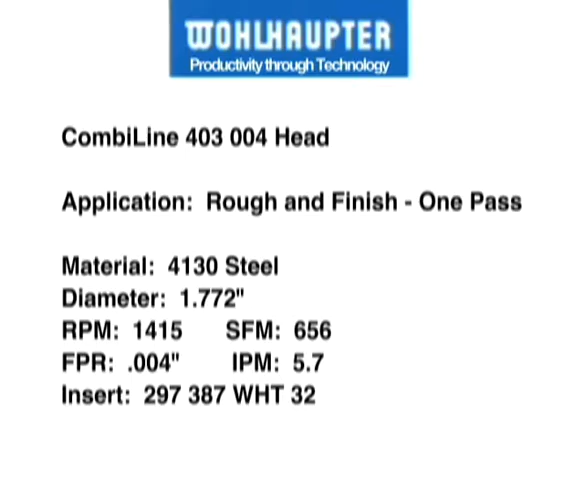 WOHLHAUPTER
Productivity through Technology
CombiLine 403 004 Head
Application: Rough and Finish - One Pass
Material: 4130 Steel
Diameter: 1.772"
RPM: 1415 SFM: 656
FPR: .004" IPM: 5.7
Insert: 297 387 WHT 32